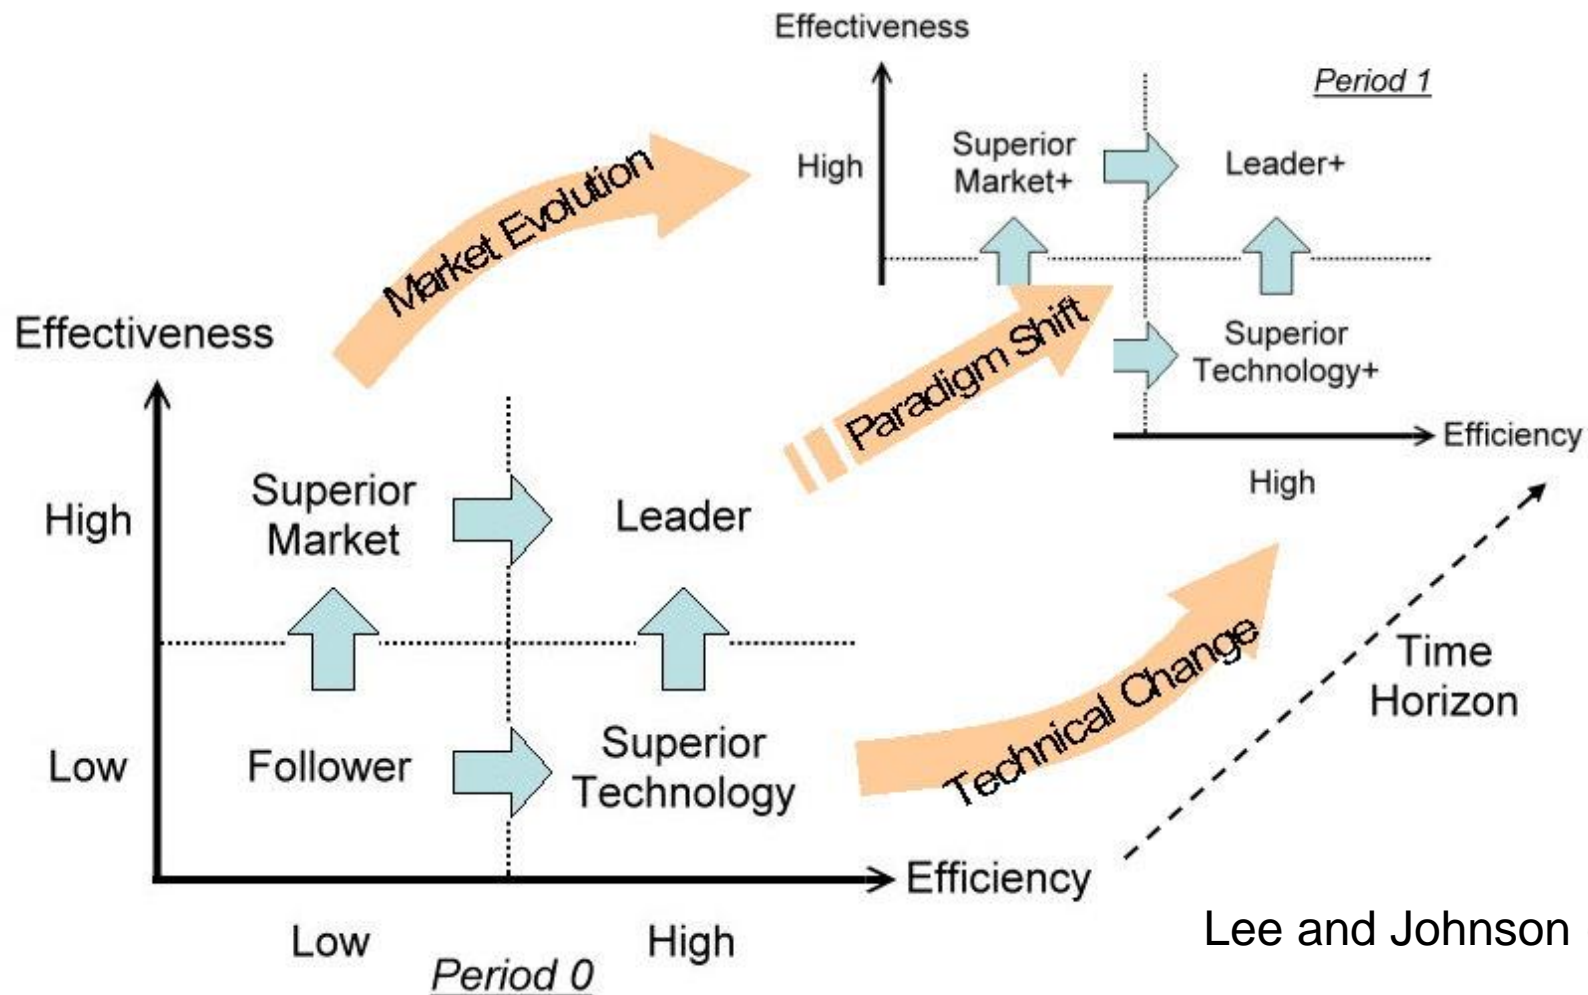 Effectiveness
Period 1
High
Superior
Market+
Leader+
Superior
Technology+
Efficiency
High
Market Evolution
Paradigm Shift
Technical Change
Time
Horizon
Effectiveness
High
Superior
Market
Leader
Low
Follower
Superior
Technology
Efficiency
Low
High
Period 0
Lee and Johnson